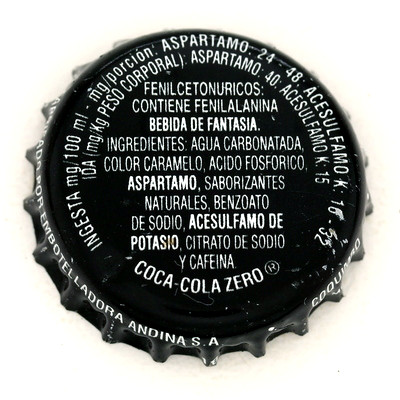 INGESTA mg/100 ml - mg/porción: ASPARTAMO 24 - 48. ACESULFAMO K. 16 - 32
IDA (mg/Kg PESO CORPORAL): ASPARTAMO: 40. ACESULFAMO K: 15
FENILCETONURICOS:
CONTIENE FENILALANINA
BEBIDA DE FANTASIA.
INGREDIENTES: AGUA CARBONATADA,
COLOR CARAMELO, ACIDO FOSFORICO,
ASPARTAMO, SABORIZANTES
NATURALES, BENZOATO
DE SODIO, ACESULFAMO DE
POTASIO, CITRATO DE SODIO
Y CAFEINA.
COCA-COLA ZERO®
POR EMBOTELLADORA ANDINA S.A
COQUIMBO